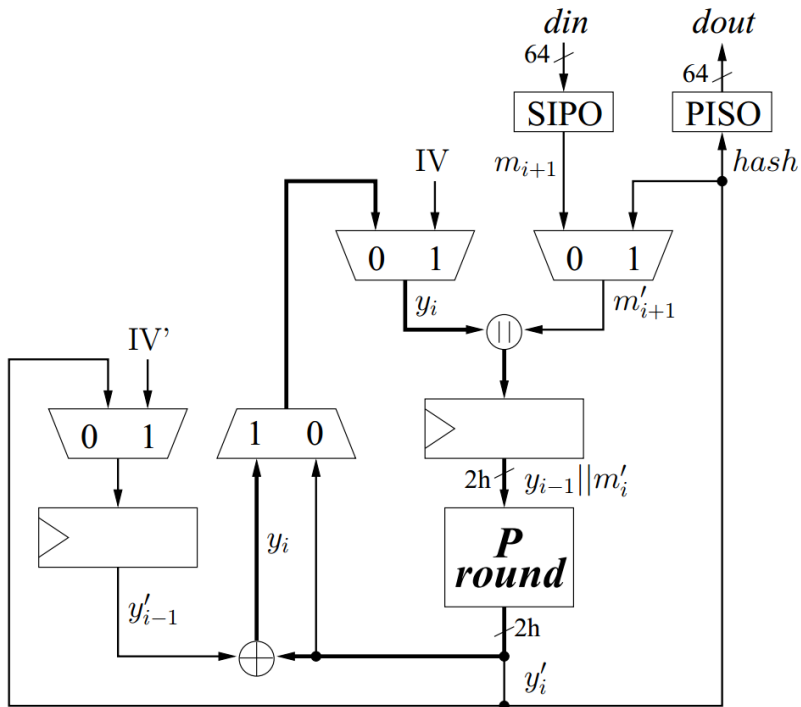 din dout
64 64
SIPO PISO
IV m_{i+1} hash
0 1 0 1
y_i m'_{i+1}
||
IV'
0 1 1 0
2h y_{i-1}||m'_i
y_i P
round
y'_{i-1} 2h
y'_i